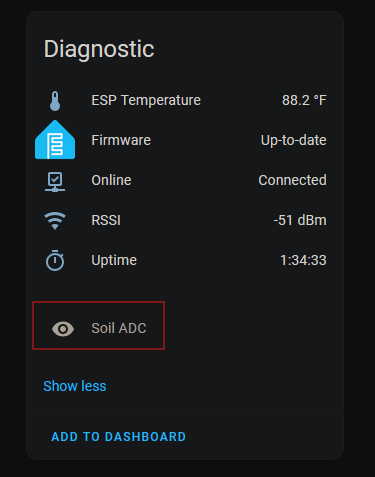 Diagnostic
ESP Temperature 88.2 °F
Firmware Up-to-date
Online Connected
RSSI -51 dBm
Uptime 1:34:33
Soil ADC
Show less
ADD TO DASHBOARD